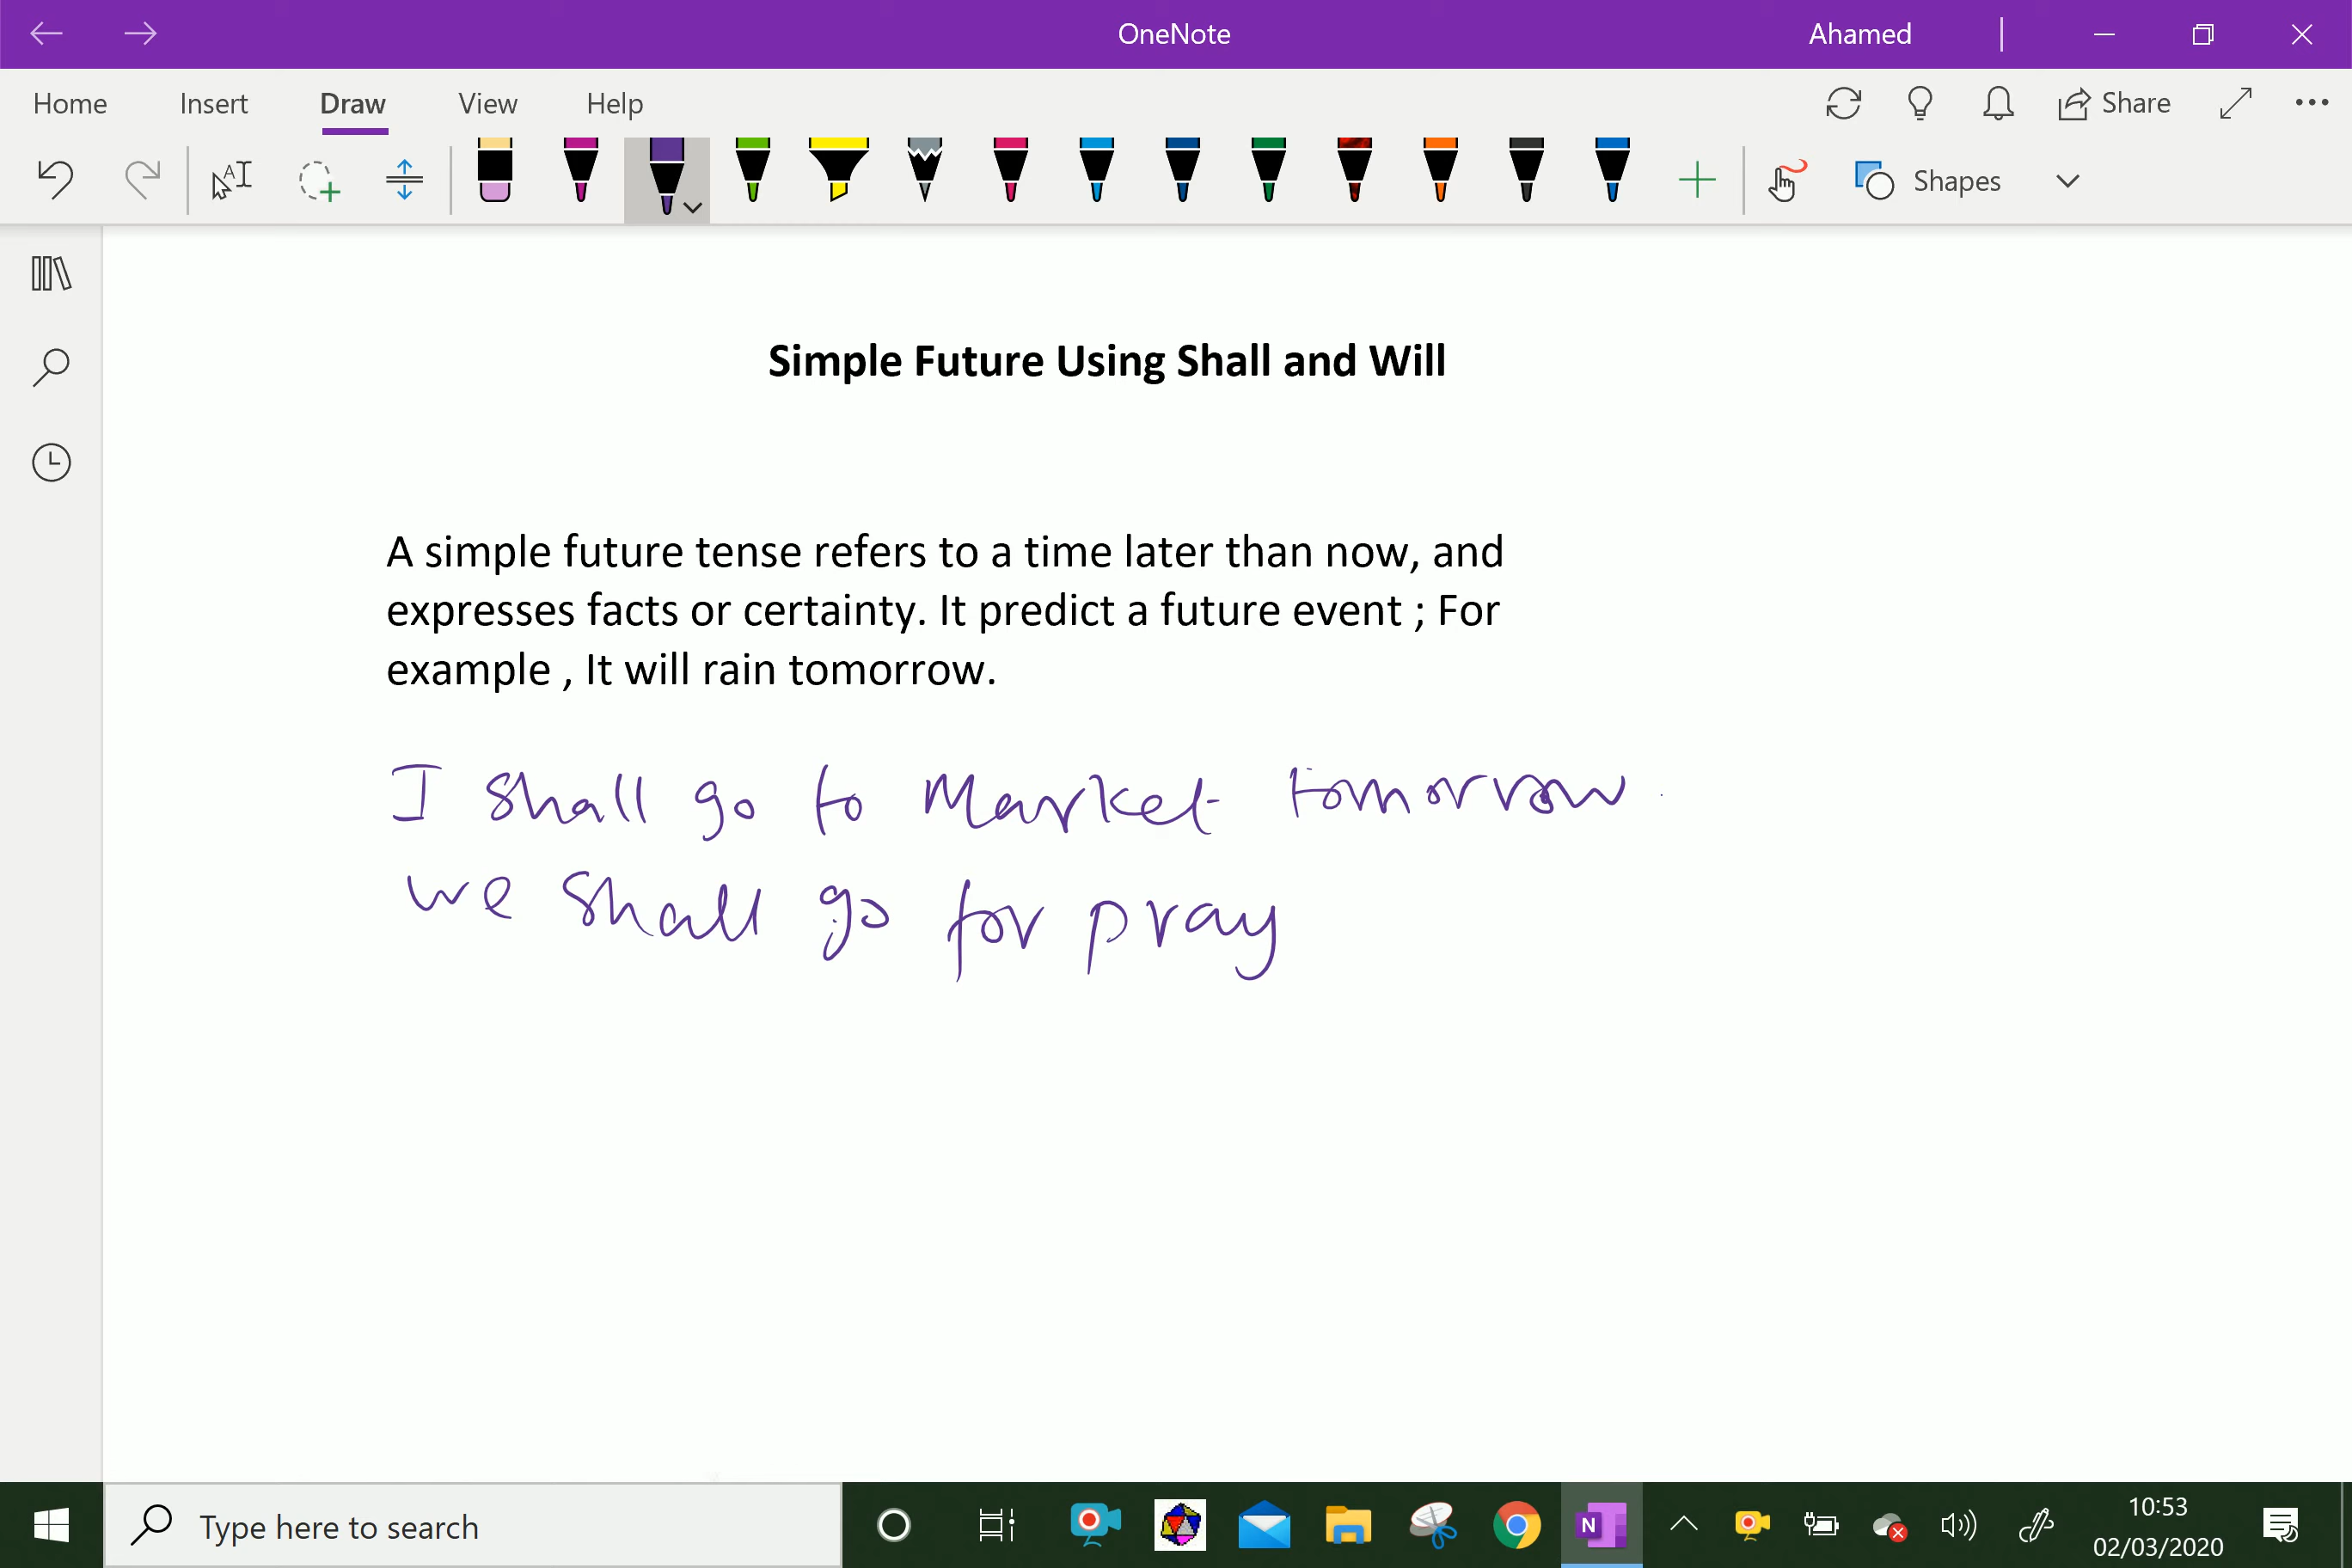 OneNote
Ahamed
Home Insert Draw View Help
Share
Shapes
Simple Future Using Shall and Will
A simple future tense refers to a time later than now, and
expresses facts or certainty. It predict a future event ; For
example , It will rain tomorrow.
I shall go to Market tomorrow.
we shall go for pray
Type here to search
10:53
02/03/2020